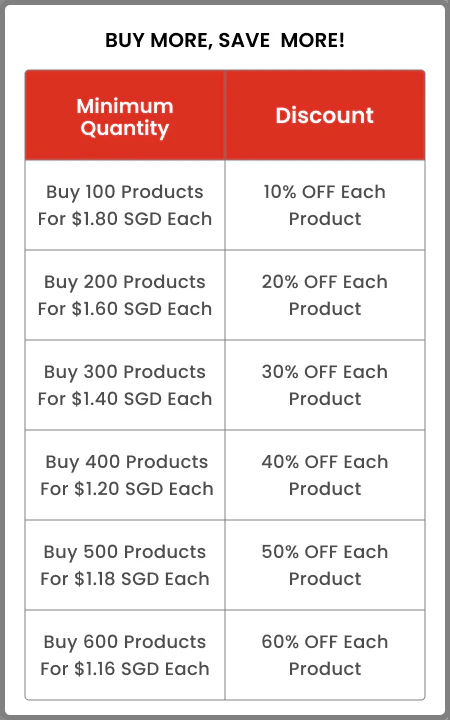 BUY MORE, SAVE  MORE!
Minimum
Quantity
Discount
Buy 100 Products
For $1.80 SGD Each
10% OFF Each
Product
Buy 200 Products
For $1.60 SGD Each
20% OFF Each
Product
Buy 300 Products
For $1.40 SGD Each
30% OFF Each
Product
Buy 400 Products
For $1.20 SGD Each
40% OFF Each
Product
Buy 500 Products
For $1.18 SGD Each
50% OFF Each
Product
Buy 600 Products
For $1.16 SGD Each
60% OFF Each
Product